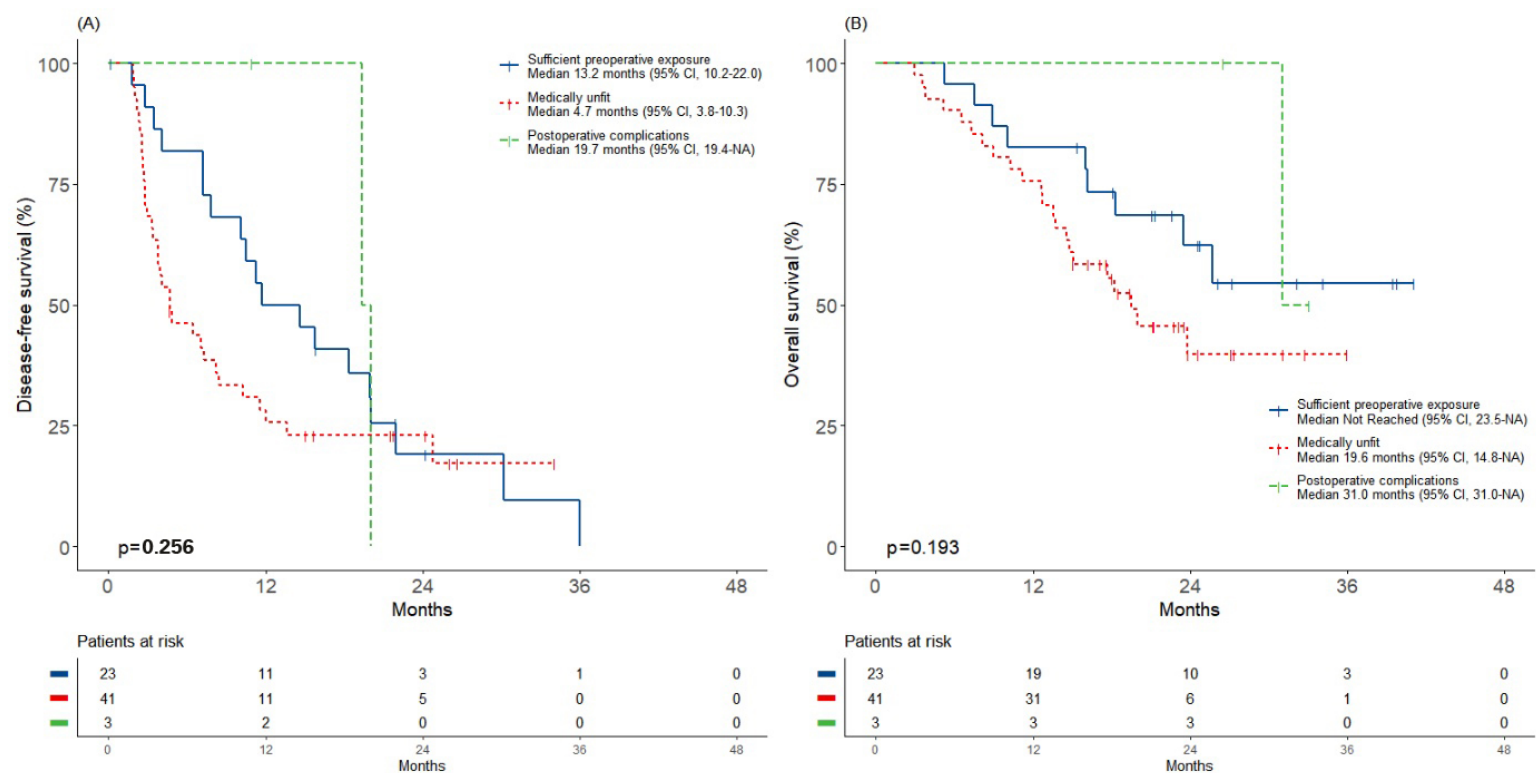 (A)
Disease-free survival (%)
100
75
50
25
0
Sufficient preoperative exposure
Median 13.2 months (95% CI, 10.2-22.0)
Medically unfit
Median 4.7 months (95% CI, 3.8-10.3)
Postoperative complications
Median 19.7 months (95% CI, 19.4-NA)
p=0.256
0 12 24 36 48
Months
Patients at risk
23 11 3 1 0
41 11 5 0 0
3 2 0 0 0
0 12 24 36 48
Months
(B)
Overall survival (%)
100
75
50
25
0
Sufficient preoperative exposure
Median Not Reached (95% CI, 23.5-NA)
Medically unfit
Median 19.6 months (95% CI, 14.8-NA)
Postoperative complications
Median 31.0 months (95% CI, 31.0-NA)
p=0.193
0 12 24 36 48
Months
Patients at risk
23 19 10 3 0
41 31 6 1 0
3 3 3 0 0
0 12 24 36 48
Months